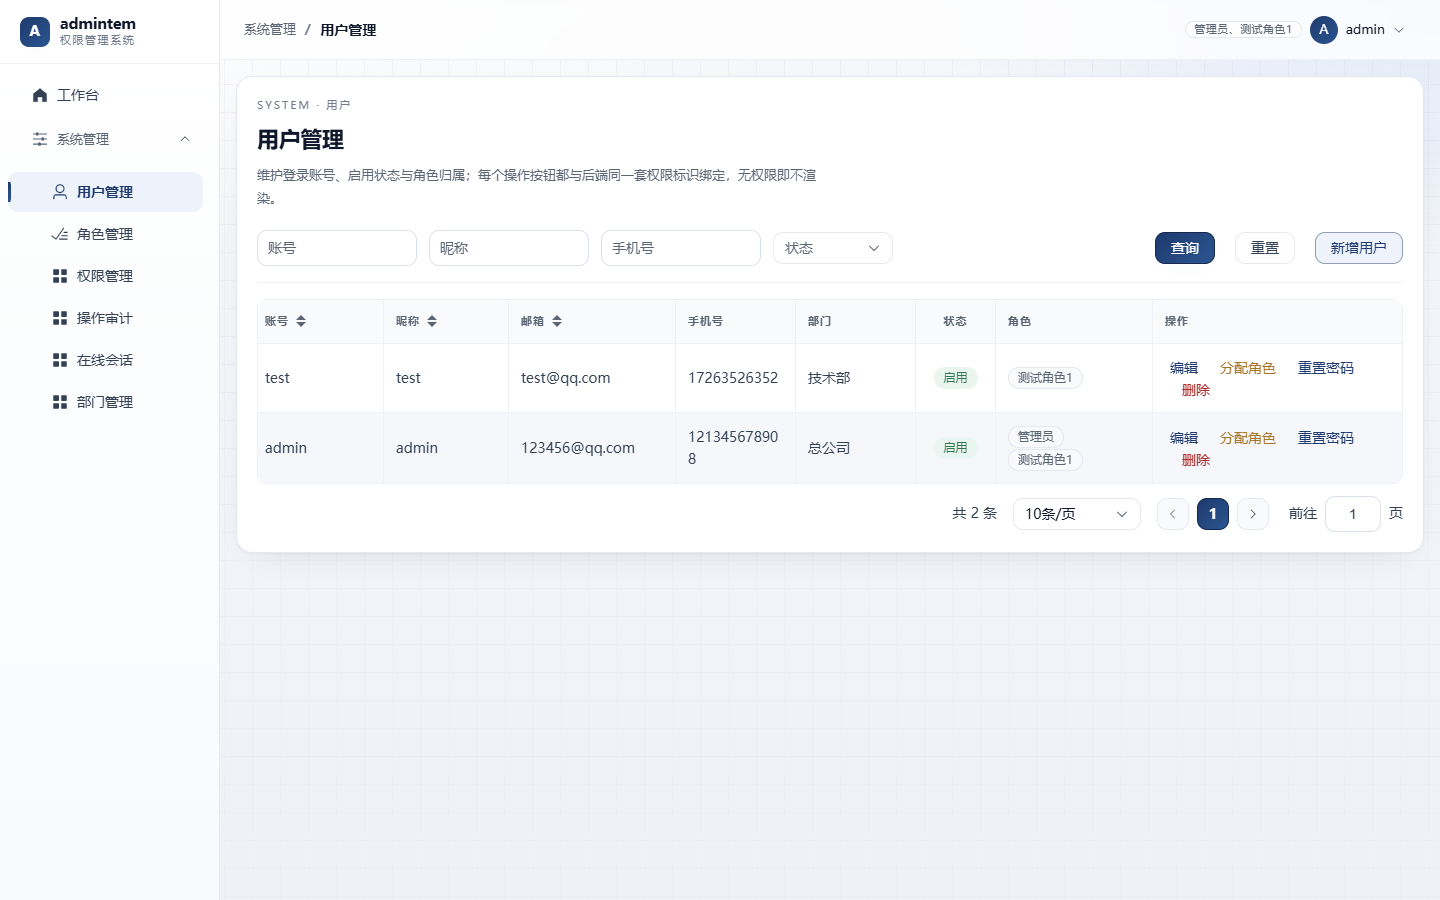 A
admintem
权限管理系统
工作台
系统管理
用户管理
角色管理
权限管理
操作审计
在线会话
部门管理
系统管理 / 用户管理
管理员、测试角色1
A
admin
SYSTEM · 用户
用户管理
维护登录账号、启用状态与角色归属；每个操作按钮都与后端同一套权限标识绑定，无权限即不渲
染。
账号
昵称
手机号
状态
查询
重置
新增用户
账号 昵称 邮箱 手机号 部门 状态 角色 操作
test test test@qq.com 17263526352 技术部 启用 测试角色1 编辑 分配角色 重置密码
删除
admin admin 123456@qq.com 12134567890
8 总公司 启用 管理员
测试角色1 编辑 分配角色 重置密码
删除
共 2 条 10条/页 1 前往 1 页